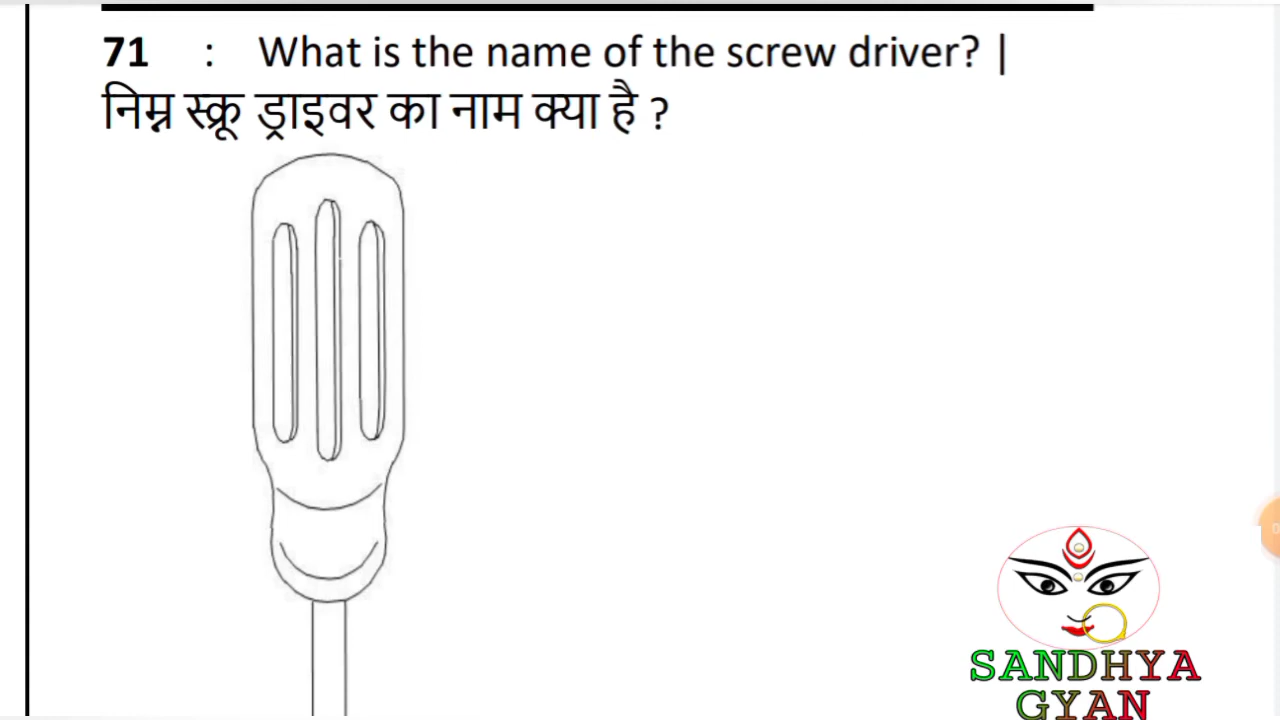 71 : What is the name of the screw driver? |
निम्न स्क्रू ड्राइवर का नाम क्या है ?
SANDHYA
GYAN